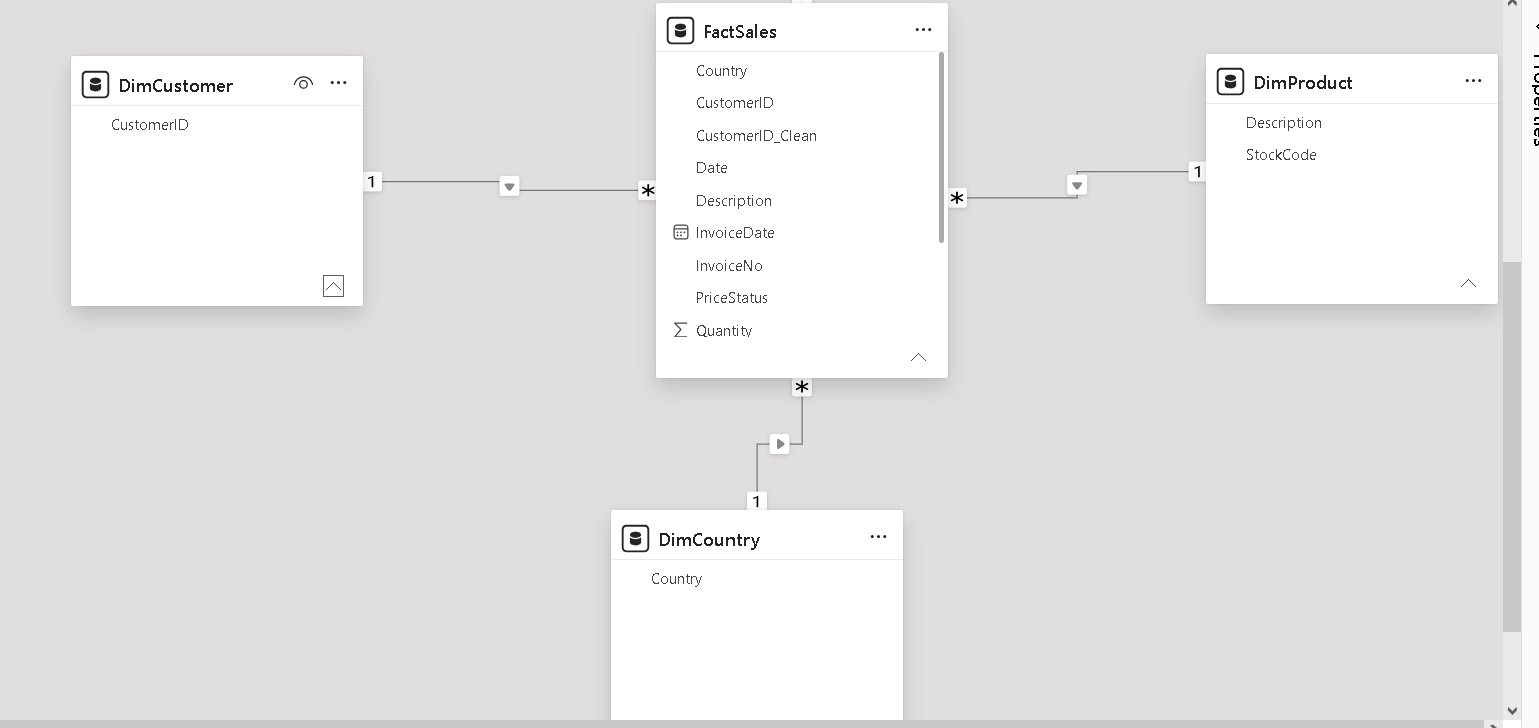 FactSales
Country
CustomerID
CustomerID_Clean
Date
Description
InvoiceDate
InvoiceNo
PriceStatus
Quantity
DimCustomer
CustomerID
1
*
*
1
DimProduct
Description
StockCode
Properties
*
1
DimCountry
Country